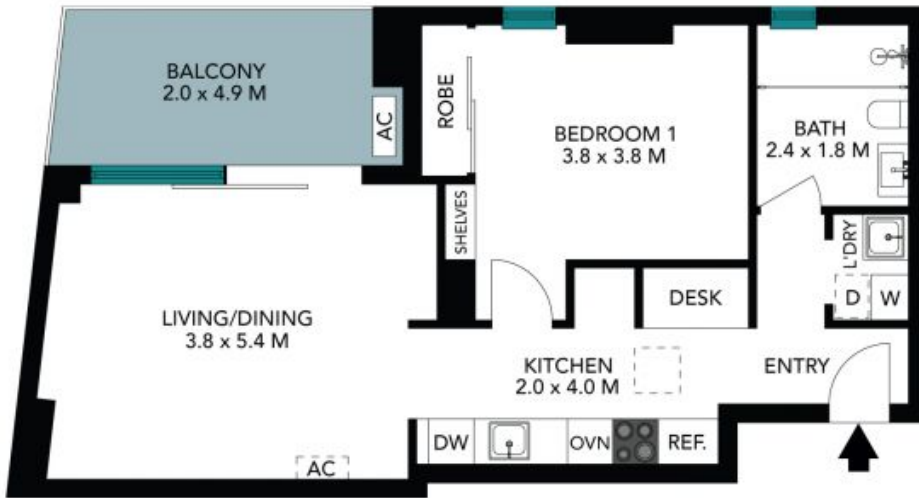 BALCONY
2.0 x 4.9 M
AC
ROBE
BEDROOM 1
3.8 x 3.8 M
BATH
2.4 x 1.8 M
SHELVES
L'DRY
D
W
LIVING/DINING
3.8 x 5.4 M
DESK
KITCHEN
2.0 x 4.0 M
ENTRY
DW
OVN
REF.
AC